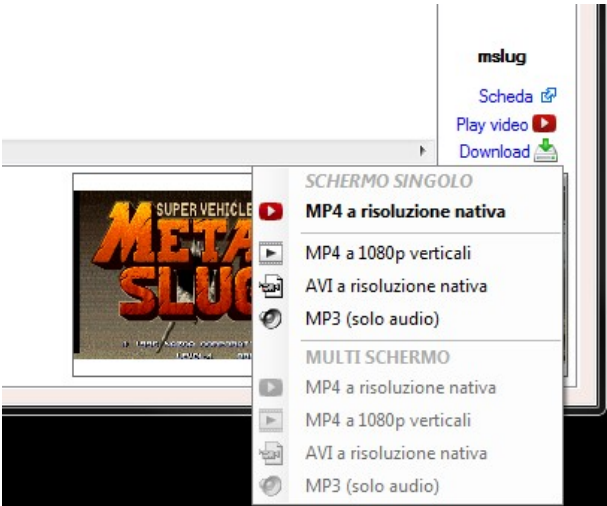 mslug
Scheda
Play video
Download
SCHERMO SINGOLO
MP4 a risoluzione nativa
MP4 a 1080p verticali
AVI a risoluzione nativa
MP3 (solo audio)
MULTI SCHERMO
MP4 a risoluzione nativa
MP4 a 1080p verticali
AVI a risoluzione nativa
MP3 (solo audio)
SUPER VEHICLE
META
SLUG